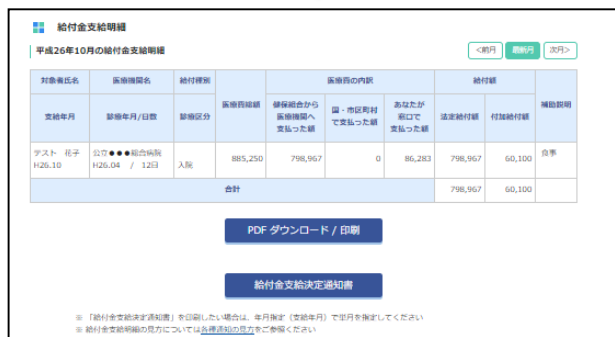 給付金支給明細
平成26年10月の給付金支給明細
<前月 最新月 次月>
対象者氏名 医療機関名 給付種別 医療費総額 医療費の内訳 給付額 補助説明
支給年月 診療年月/日数 診療区分 健保組合から医療機関へ支払った額 国・市区町村で支払った額 あなたが窓口で支払った額 法定給付額 付加給付額
テスト 花子 公立●●●総合病院 885,250 798,967 0 86,283 798,967 60,100 食事
H26.10 H26.04 / 12日 入院
合計 798,967 60,100
PDF ダウンロード / 印刷
給付金支給決定通知書
※ 「給付金支給決定通知書」を印刷したい場合は、年月指定(支給年月)で単月を指定してください
※ 給付金支給明細の見方については各種通知の見方をご参照ください